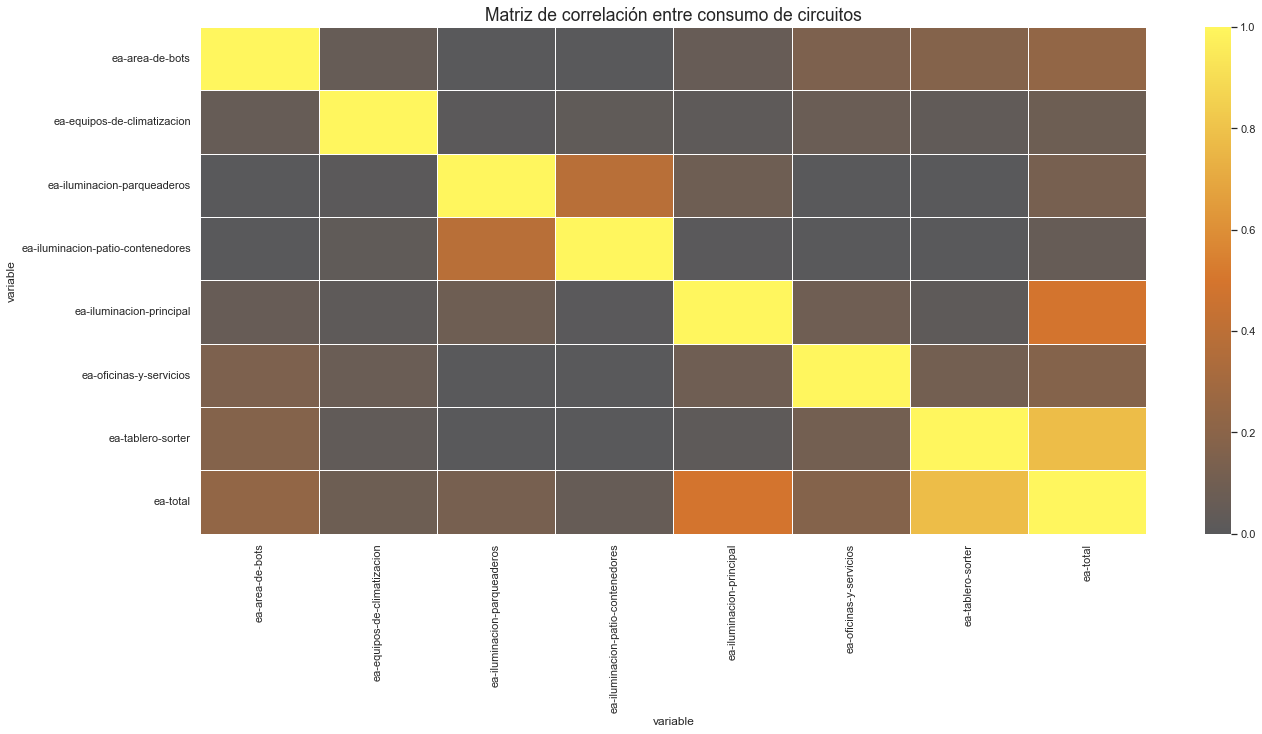 Matriz de correlación entre consumo de circuitos
variable
ea-area-de-bots
ea-equipos-de-climatizacion
ea-iluminacion-parqueaderos
ea-iluminacion-patio-contenedores
ea-iluminacion-principal
ea-oficinas-y-servicios
ea-tablero-sorter
ea-total
ea-area-de-bots
ea-equipos-de-climatizacion
ea-iluminacion-parqueaderos
ea-iluminacion-patio-contenedores
ea-iluminacion-principal
ea-oficinas-y-servicios
ea-tablero-sorter
ea-total
variable
1.0
0.8
0.6
0.4
0.2
0.0